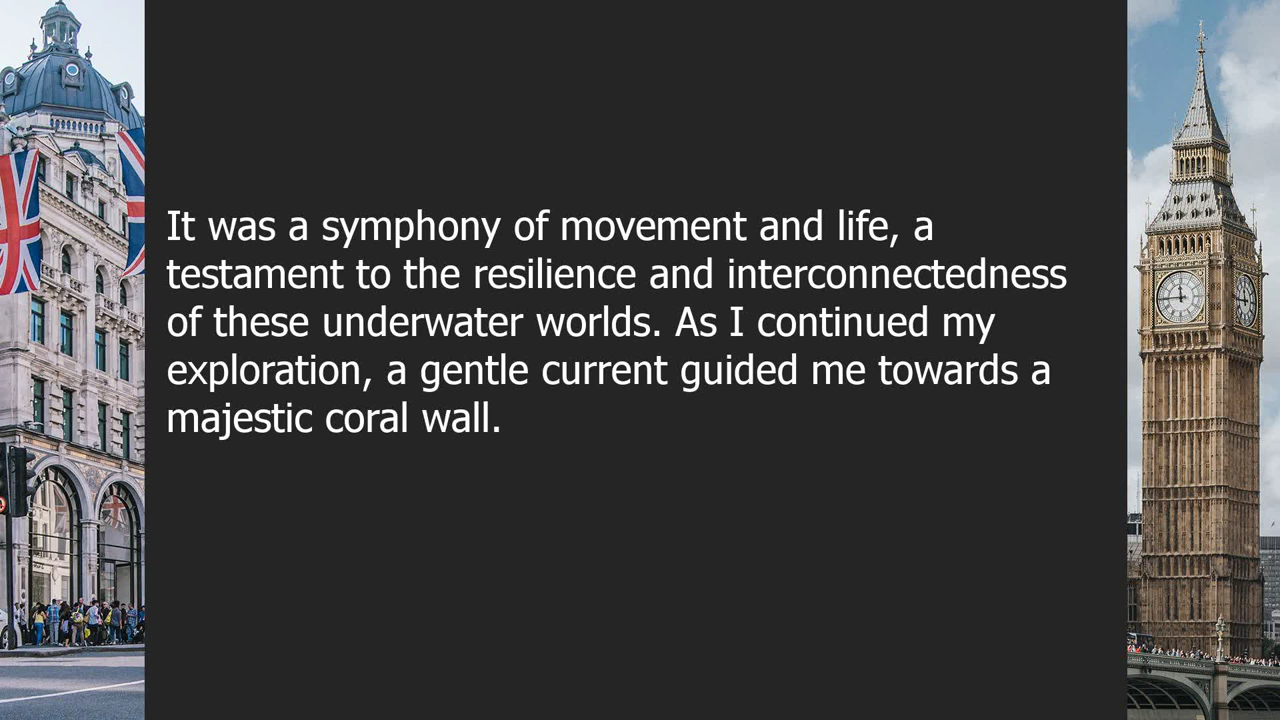 It was a symphony of movement and life, a
testament to the resilience and interconnectedness
of these underwater worlds. As I continued my
exploration, a gentle current guided me towards a
majestic coral wall.